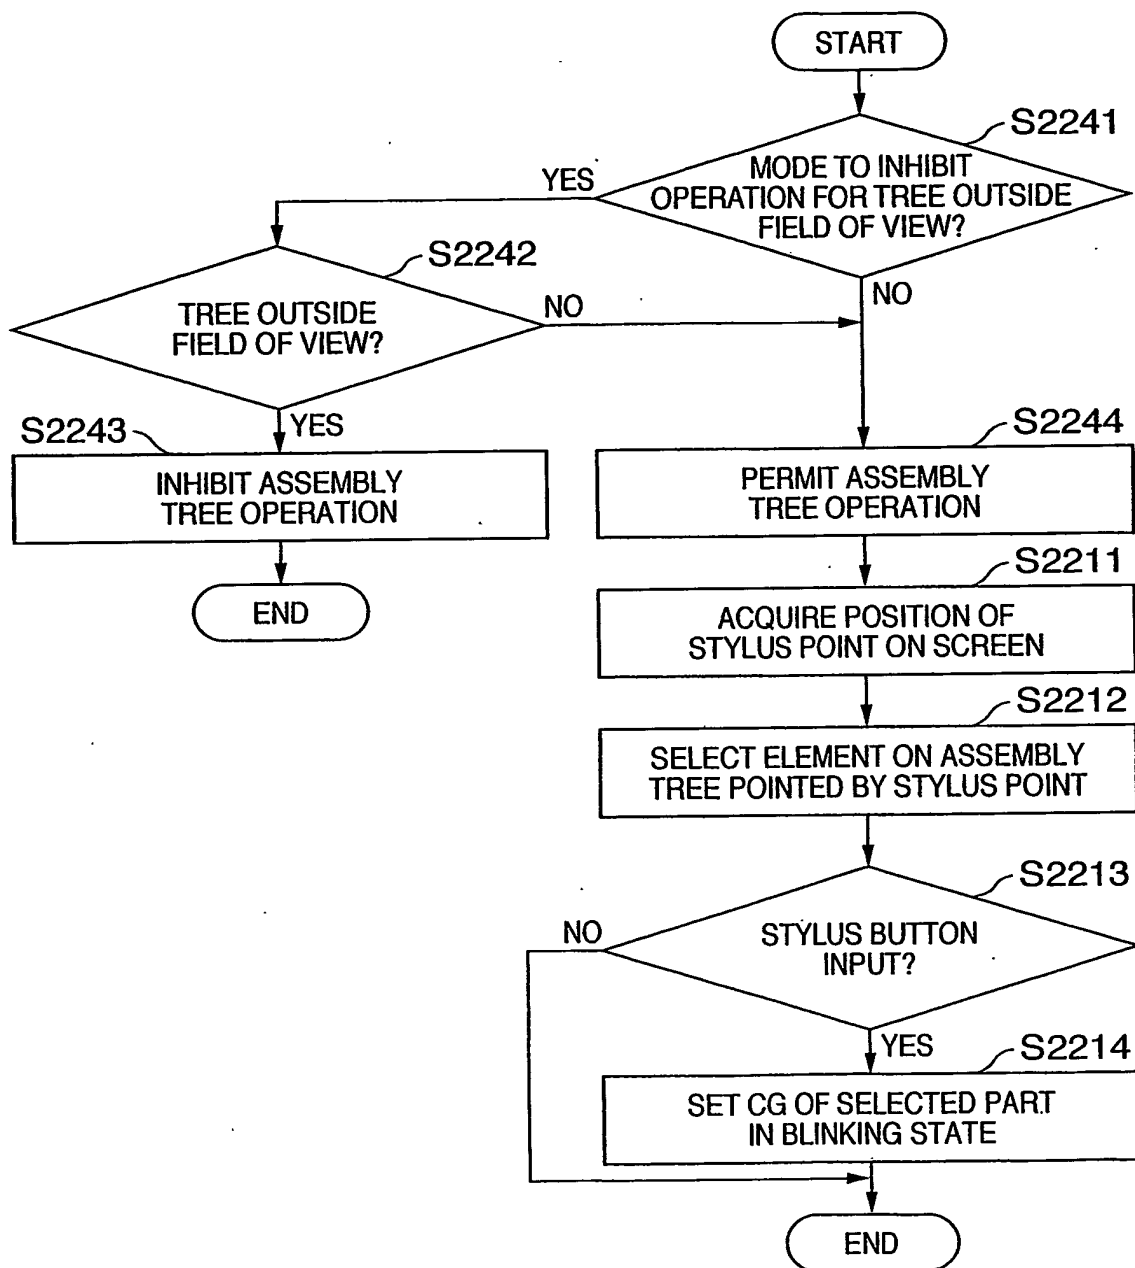 START
S2241
MODE TO INHIBIT
OPERATION FOR TREE OUTSIDE
FIELD OF VIEW?
YES
NO
S2242
TREE OUTSIDE
FIELD OF VIEW?
NO
YES
S2243
INHIBIT ASSEMBLY
TREE OPERATION
END
S2244
PERMIT ASSEMBLY
TREE OPERATION
S2211
ACQUIRE POSITION OF
STYLUS POINT ON SCREEN
S2212
SELECT ELEMENT ON ASSEMBLY
TREE POINTED BY STYLUS POINT
S2213
STYLUS BUTTON
INPUT?
NO
YES
S2214
SET CG OF SELECTED PART
IN BLINKING STATE
END